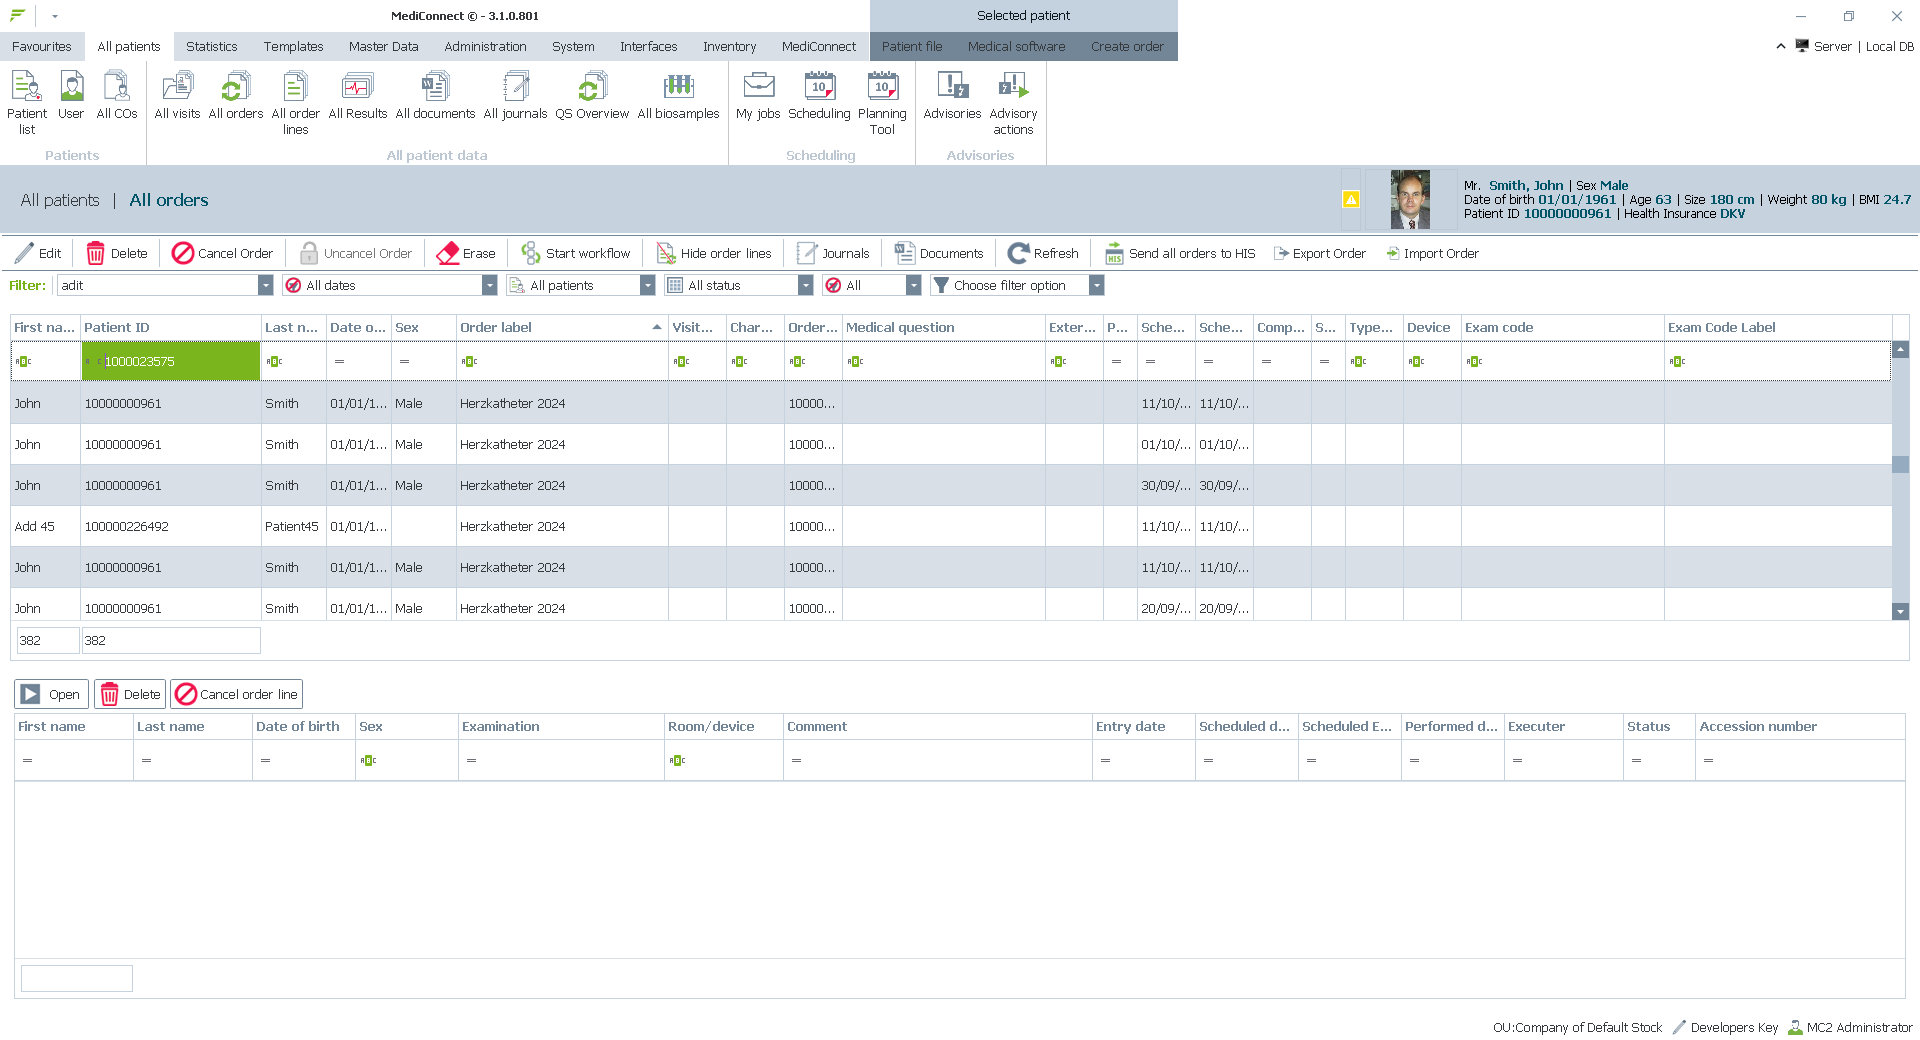 MediConnect © - 3.1.0.801
Selected patient
Favourites All patients Statistics Templates Master Data Administration System Interfaces Inventory MediConnect Patient file Medical software Create order
Server | Local DB
Patient list User All COs All visits All orders All order lines All Results All documents All journals QS Overview All biosamples My jobs Scheduling Planning Tool Advisories Advisory actions
Patients All patient data Scheduling Advisories
All patients | All orders
Mr. Smith, John | Sex Male
Date of birth 01/01/1961 | Age 63 | Size 180 cm | Weight 80 kg | BMI 24.7
Patient ID 10000000961 | Health Insurance DKV
Edit Delete Cancel Order Uncancel Order Erase Start workflow Hide order lines Journals Documents Refresh Send all orders to HIS Export Order Import Order
Filter: adit All dates All patients All status All Choose filter option
First na... Patient ID Last n... Date o... Sex Order label Visit... Char... Order... Medical question Exter... P... Sche... Sche... Comp... S... Type... Device Exam code Exam Code Label
1000023575 = = = = = = =
John 10000000961 Smith 01/01/1... Male Herzkatheter 2024 10000... 11/10/... 11/10/...
John 10000000961 Smith 01/01/1... Male Herzkatheter 2024 10000... 01/10/... 01/10/...
John 10000000961 Smith 01/01/1... Male Herzkatheter 2024 10000... 30/09/... 30/09/...
Add 45 100000226492 Patient45 01/01/1... Herzkatheter 2024 10000... 11/10/... 11/10/...
John 10000000961 Smith 01/01/1... Male Herzkatheter 2024 10000... 11/10/... 11/10/...
John 10000000961 Smith 01/01/1... Male Herzkatheter 2024 10000... 20/09/... 20/09/...
382 382
Open Delete Cancel order line
First name Last name Date of birth Sex Examination Room/device Comment Entry date Scheduled d... Scheduled E... Performed d... Executer Status Accession number
= = = ABC = ABC = = = = = = = =
OU:Company of Default Stock Developers Key MC2 Administrator